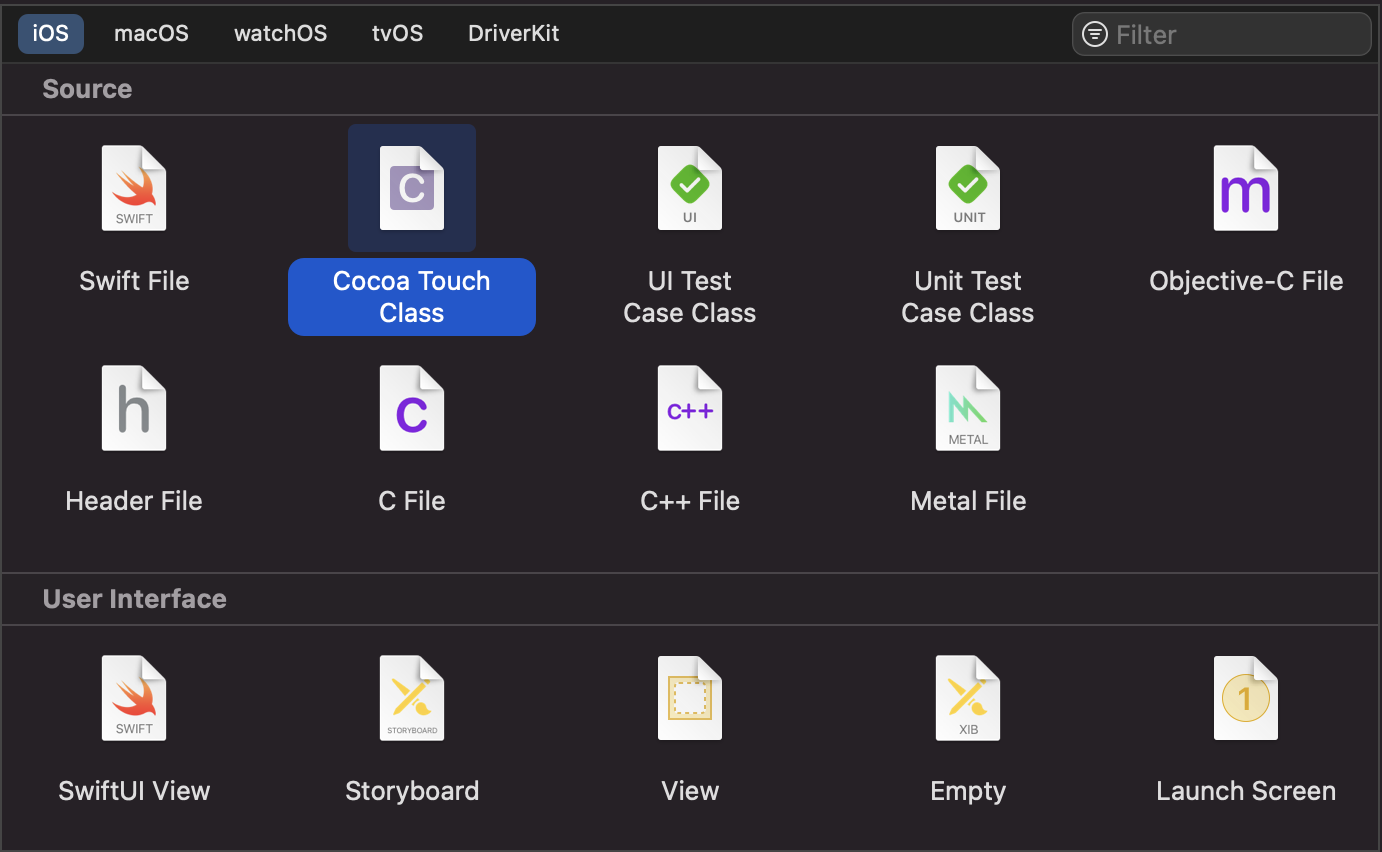 iOS macOS watchOS tvOS DriverKit Filter
Source
SWIFT C UI UNIT m
Swift File Cocoa Touch Class UI Test Case Class Unit Test Case Class Objective-C File
h C C++ METAL
Header File C File C++ File Metal File
User Interface
SWIFT STORYBOARD XIB 1
SwiftUI View Storyboard View Empty Launch Screen